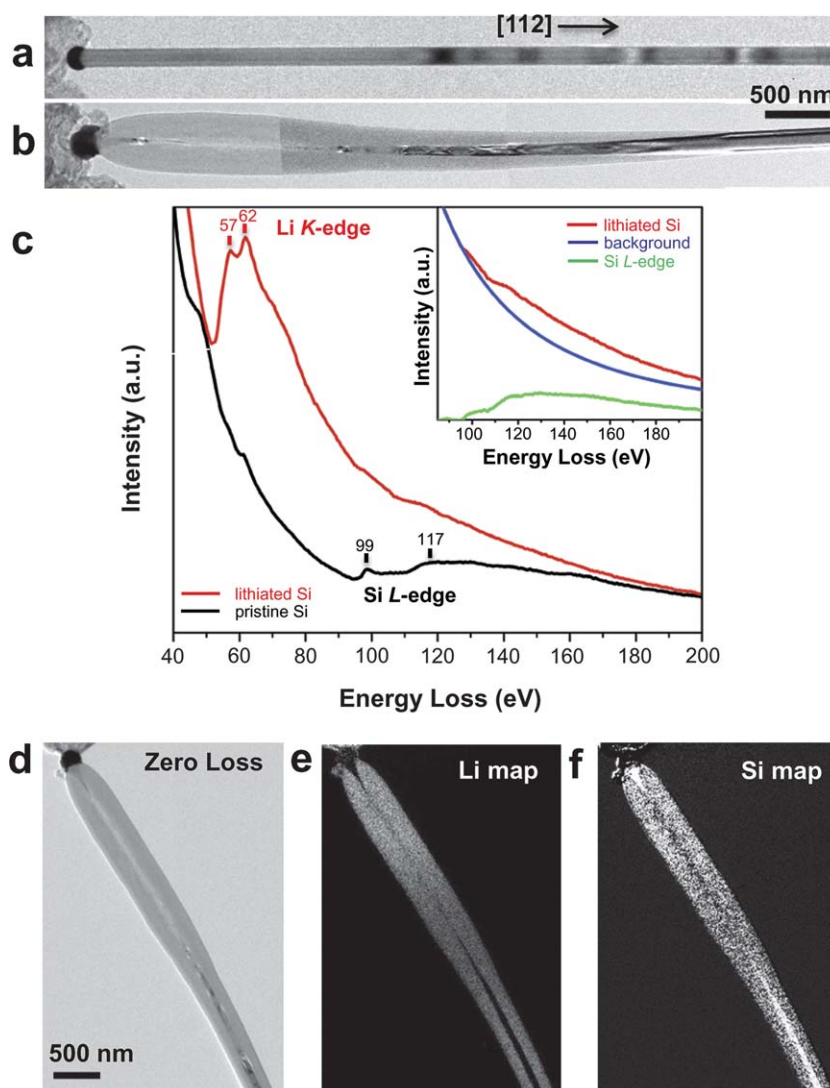 a
[112]
500 nm
b
c
57
62
Li K-edge
lithiated Si
background
Si L-edge
Intensity (a.u.)
100 120 140 160 180
Energy Loss (eV)
Intensity (a.u.)
99
117
lithiated Si
pristine Si
Si L-edge
40 60 80 100 120 140 160 180 200
Energy Loss (eV)
d
Zero Loss
500 nm
e
Li map
f
Si map